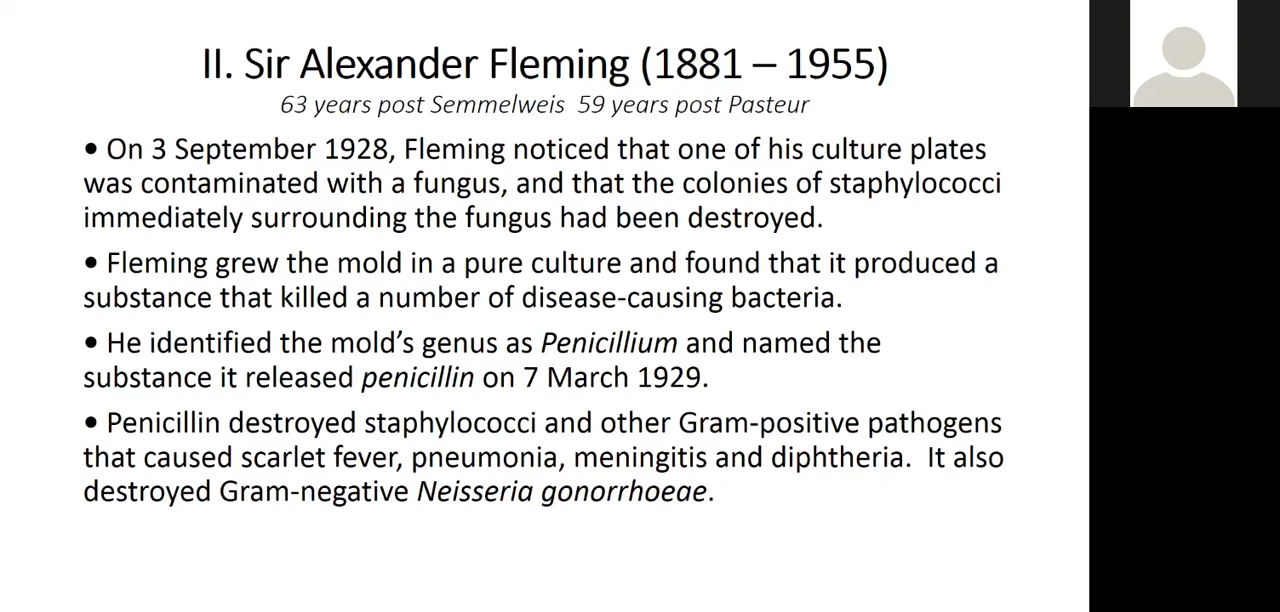 II. Sir Alexander Fleming (1881 – 1955)
63 years post Semmelweis  59 years post Pasteur
• On 3 September 1928, Fleming noticed that one of his culture plates
was contaminated with a fungus, and that the colonies of staphylococci
immediately surrounding the fungus had been destroyed.
• Fleming grew the mold in a pure culture and found that it produced a
substance that killed a number of disease-causing bacteria.
• He identified the mold’s genus as Penicillium and named the
substance it released penicillin on 7 March 1929.
• Penicillin destroyed staphylococci and other Gram-positive pathogens
that caused scarlet fever, pneumonia, meningitis and diphtheria.  It also
destroyed Gram-negative Neisseria gonorrhoeae.